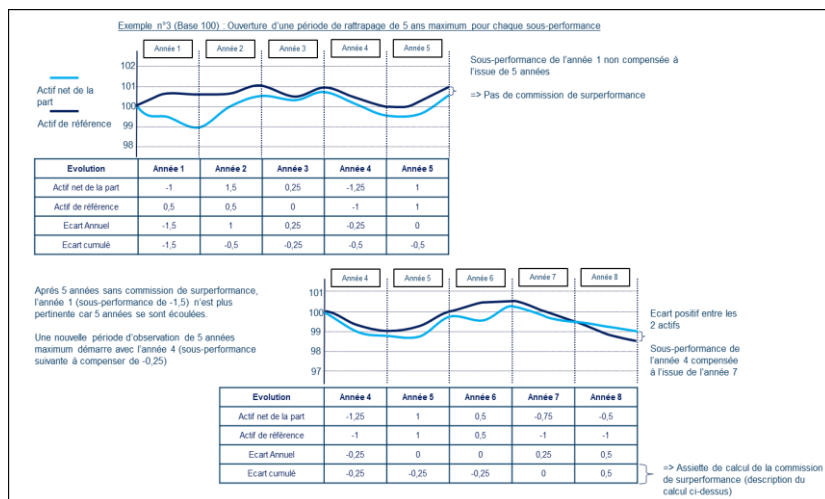 Exemple n°3 (Base 100) : Ouverture d'une période de rattrapage de 5 ans maximum pour chaque sous-performance
Année 1 Année 2 Année 3 Année 4 Année 5
102
101
100
99
98
Actif net de la part
Actif de référence
Sous-performance de l'année 1 non compensée à
l'issue de 5 années
=> Pas de commission de surperformance
Evolution Année 1 Année 2 Année 3 Année 4 Année 5
Actif net de la part -1 1,5 0,25 -1,25 1
Actif de référence 0,5 0,5 0 -1 1
Ecart Annuel -1,5 1 0,25 -0,25 0
Ecart cumulé -1,5 -0,5 -0,25 -0,5 -0,5
Après 5 années sans commission de surperformance,
l'année 1 (sous-performance de -1,5) n'est plus
pertinente car 5 années se sont écoulées.
Une nouvelle période d'observation de 5 années
maximum démarre avec l'année 4 (sous-performance
suivante à compenser de -0,25)
Année 4 Année 5 Année 6 Année 7 Année 8
101
100
99
97
Ecart positif entre les
2 actifs
Sous-performance de
l'année 4 compensée
à l'issue de l'année 7
Evolution Année 4 Année 5 Année 6 Année 7 Année 8
Actif net de la part -1,25 1 0,5 -0,75 -0,5
Actif de référence -1 1 0,5 -1 -1
Ecart Annuel -0,25 0 0 0,25 0,5
Ecart cumulé -0,25 -0,25 -0,25 0 0,5
=> Assiette de calcul de la commission
de surperformance (description du
calcul ci-dessus)